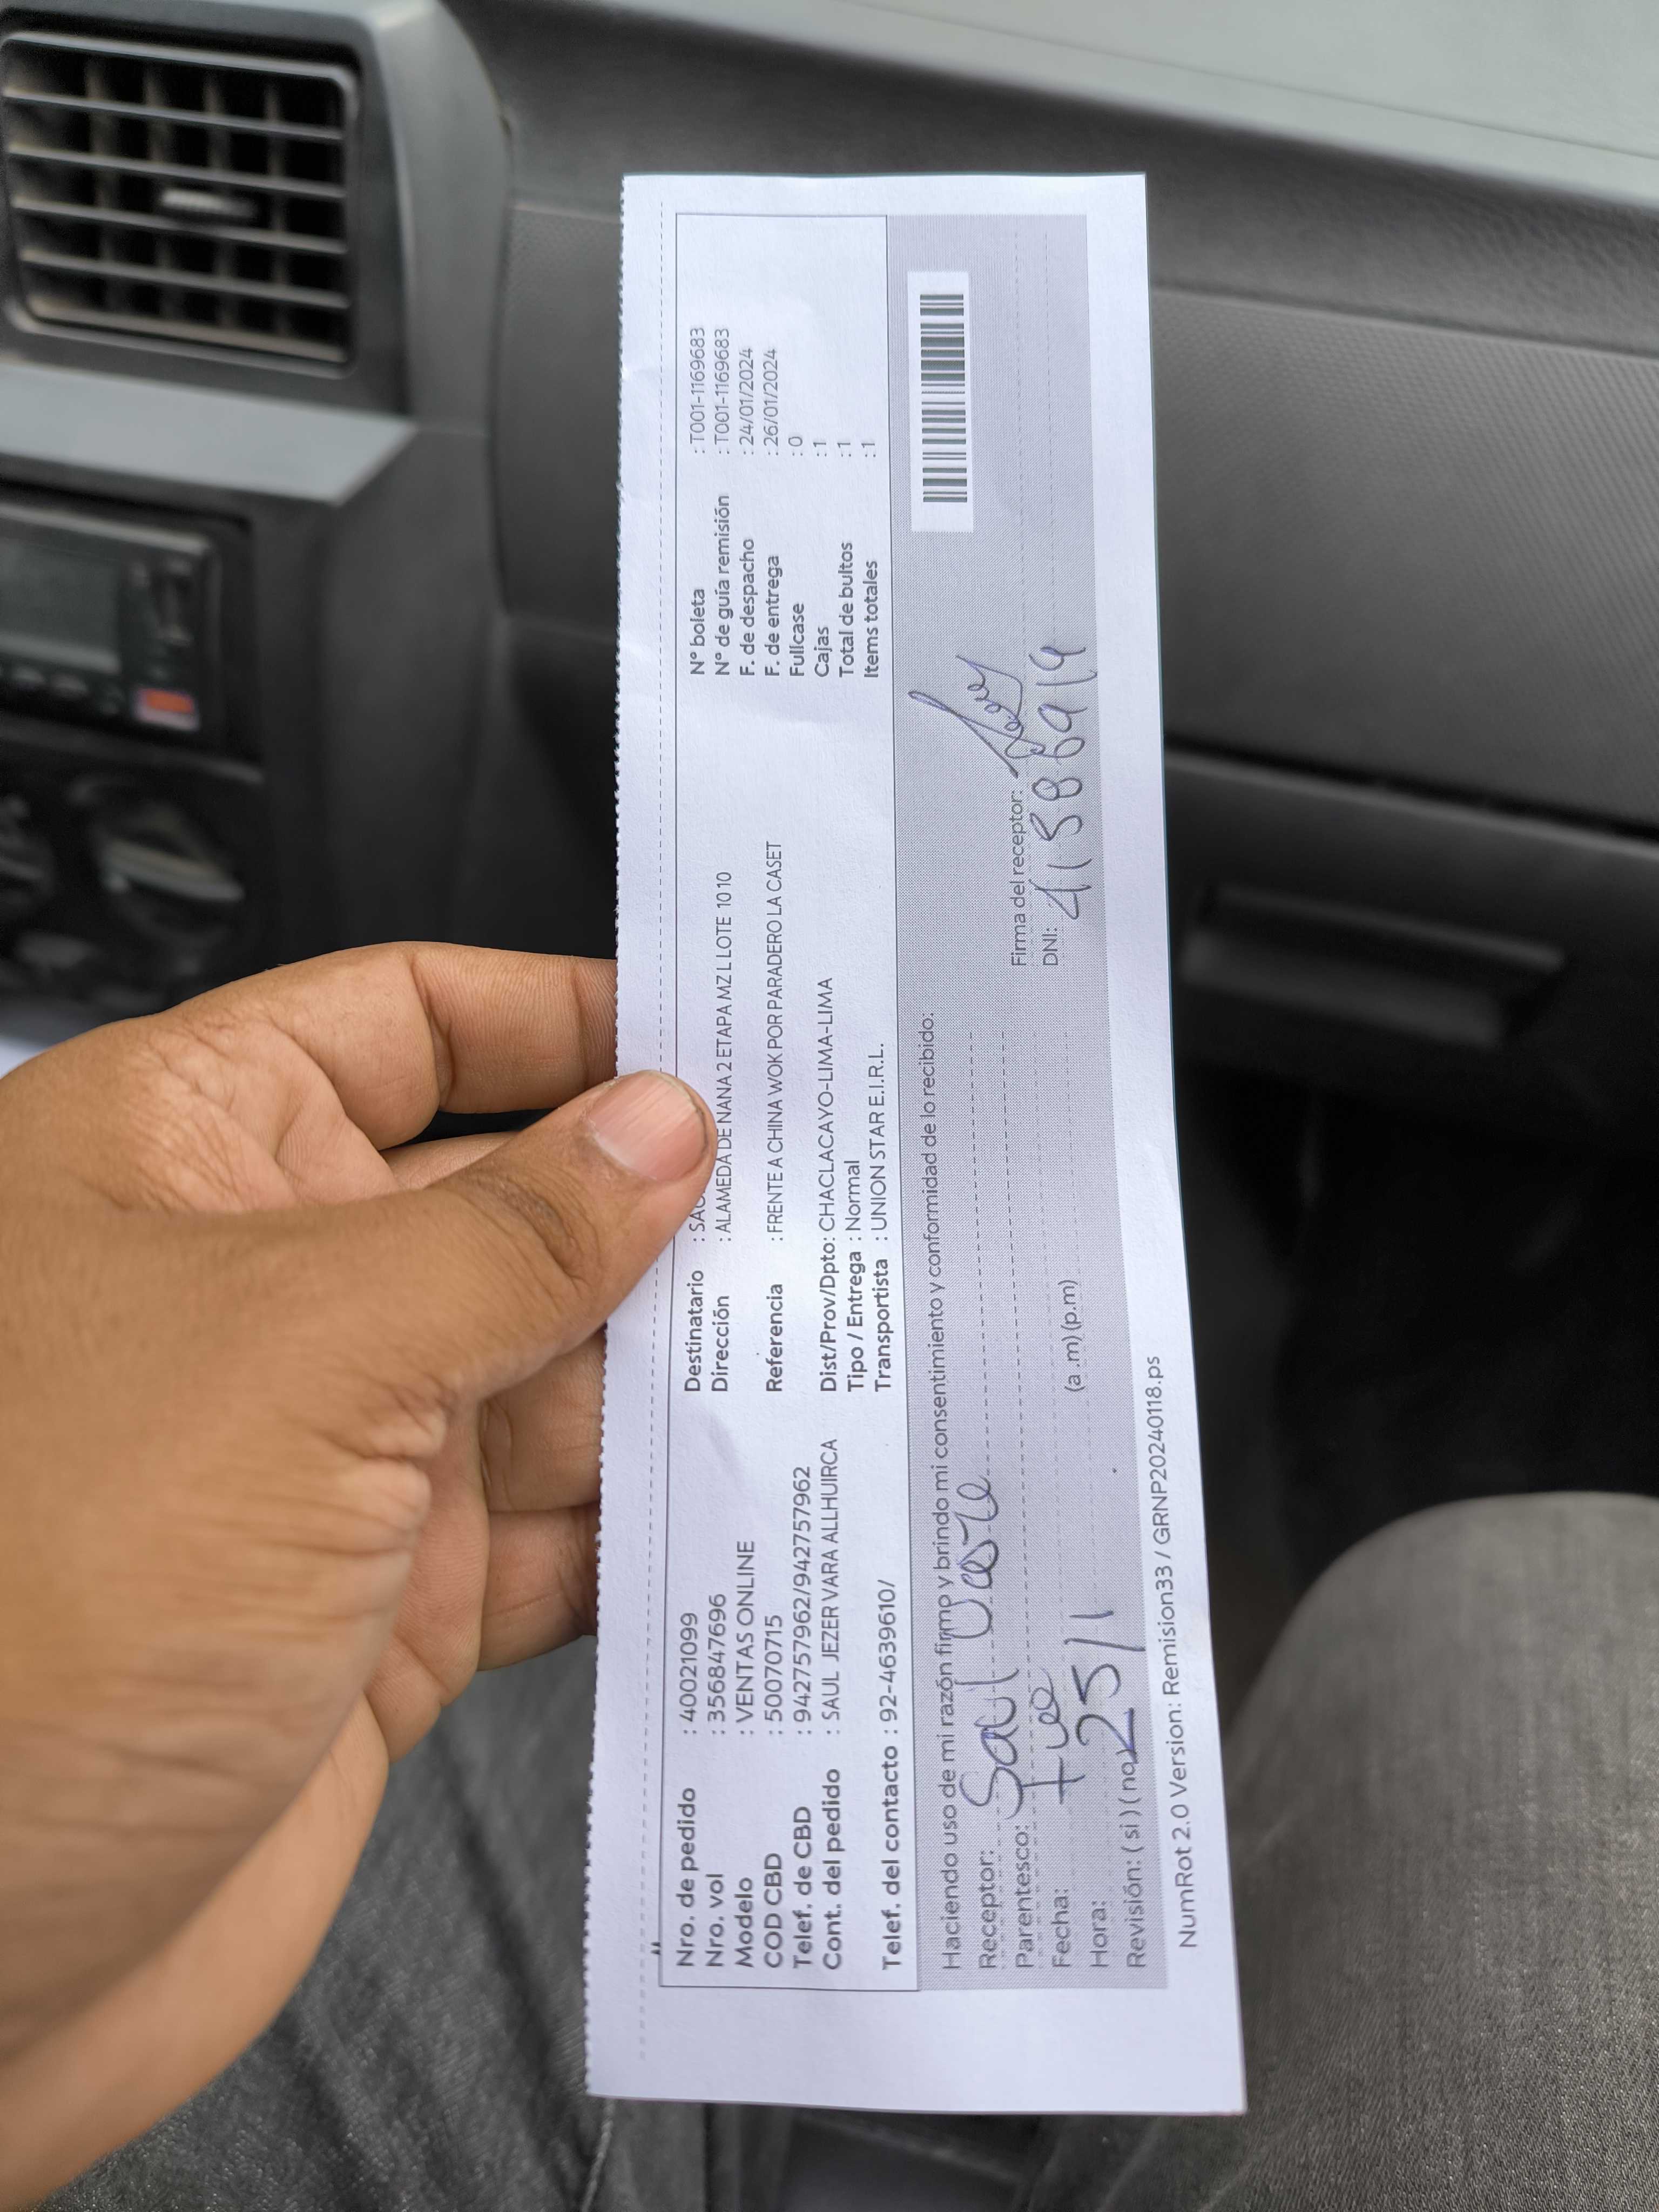 Nro. de pedido : 40021099
Nro. vol : 356847696
Modelo : VENTAS ONLINE
COD CBD : 50070715
Telef. de CBD : 942757962/942757962
Cont. del pedido : SAUL JEZER VARA ALLHUIRCA
Telef. del contacto : 92-4639610/
Destinatario :
Dirección : ALAMEDA DE NANA 2 ETAPA MZ L LOTE 10 10
Referencia : FRENTE A CHINA WOK POR PARADERO LA CASET
Dist/Prov/Dpto: CHACLACAYO-LIMA-LIMA
Tipo / Entrega : Normal
Transportista : UNION STAR E.I.R.L.
N° boleta : T001-1169683
N° de guía remisión : T001-1169683
F. de despacho : 24/01/2024
F. de entrega : 26/01/2024
Fullcase : 0
Cajas : 1
Total de bultos : 1
Items totales : 1
Haciendo uso de mi razón firmo y brindo mi consentimiento y conformidad de lo recibido:
Receptor: Saul
Parentesco:
Fecha:
Hora: 25/1 (a .m) (p.m)
Revisión: ( si ) ( no )
Firma del receptor:
DNI: 41586919
NumRot 2.0 Version: Remision33 / GRNP20240118.ps